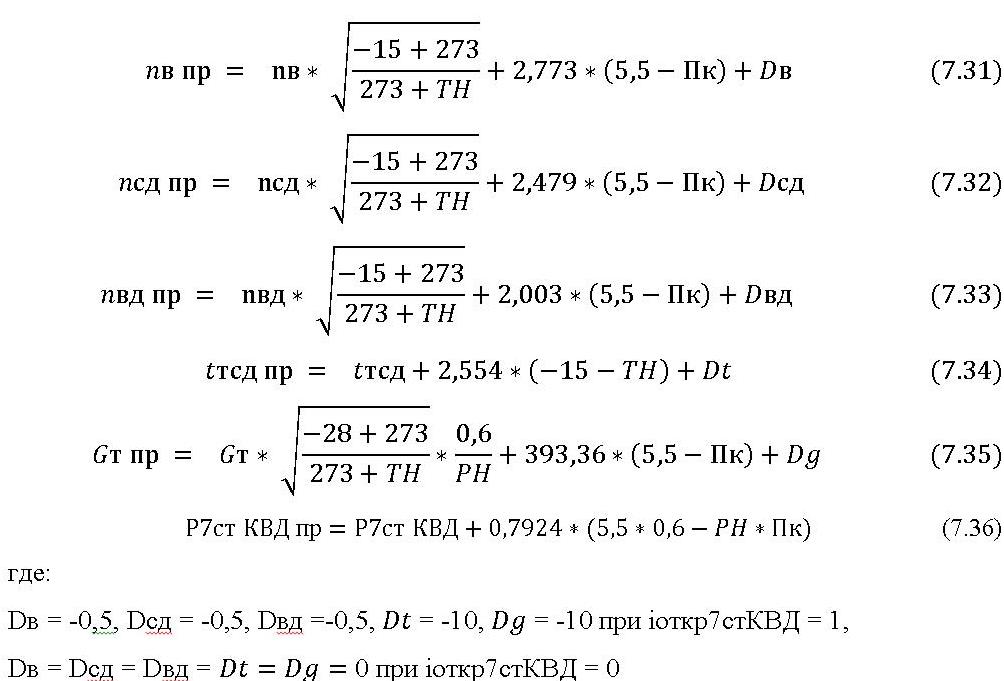 nв пр = nв * √((−15 + 273)/(273 + TH)) + 2,773 * (5,5 − Пк) + Dв (7.31)
nсд пр = nсд * √((−15 + 273)/(273 + TH)) + 2,479 * (5,5 − Пк) + Dсд (7.32)
nвд пр = nвд * √((−15 + 273)/(273 + TH)) + 2,003 * (5,5 − Пк) + Dвд (7.33)
tтсд пр = tтсд + 2,554 * (−15 − TH) + Dt (7.34)
Gт пр = Gт * √((−28 + 273)/(273 + TH)) * 0,6/PH + 393,36 * (5,5 − Пк) + Dg (7.35)
Р7ст КВД пр = Р7ст КВД + 0,7924 * (5,5 * 0,6 − PH * Пк) (7.36)
где:
Dв = -0,5, Dсд = -0,5, Dвд =-0,5, Dt = -10, Dg = -10 при iоткр7стКВД = 1,
Dв = Dсд = Dвд = Dt = Dg = 0 при iоткр7стКВД = 0